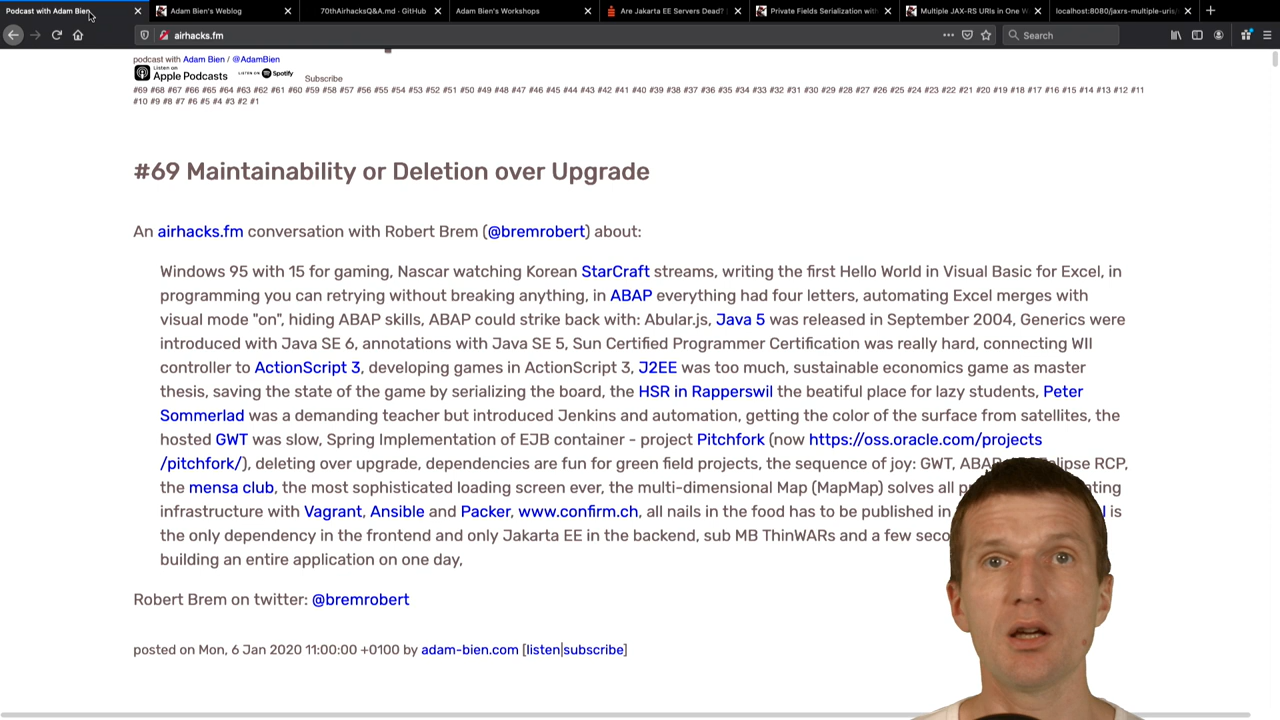 Podcast with Adam Bien
Adam Bien's Weblog
70thAirhacksQ&A.md · GitHub
Adam Bien's Workshops
Are Jakarta EE Servers Dead?
Private Fields Serialization with
Multiple JAX-RS URIs in One W
localhost:8080/jaxrs-multiple-uris/
airhacks.fm
Search
podcast with Adam Bien / @AdamBien
Listen on
Apple Podcasts
LISTEN ON Spotify
Subscribe
#69 #68 #67 #66 #65 #64 #63 #62 #61 #60 #59 #58 #57 #56 #55 #54 #53 #52 #51 #50 #49 #48 #47 #46 #45 #44 #43 #42 #41 #40 #39 #38 #37 #36 #35 #34 #33 #32 #31 #30 #29 #28 #27 #26 #25 #24 #23 #22 #21 #20 #19 #18 #17 #16 #15 #14 #13 #12 #11
#10 #9 #8 #7 #6 #5 #4 #3 #2 #1
#69 Maintainability or Deletion over Upgrade
An airhacks.fm conversation with Robert Brem (@bremrobert) about:
Windows 95 with 15 for gaming, Nascar watching Korean StarCraft streams, writing the first Hello World in Visual Basic for Excel, in
programming you can retrying without breaking anything, in ABAP everything had four letters, automating Excel merges with
visual mode "on", hiding ABAP skills, ABAP could strike back with: Abular.js, Java 5 was released in September 2004, Generics were
introduced with Java SE 6, annotations with Java SE 5, Sun Certified Programmer Certification was really hard, connecting WII
controller to ActionScript 3, developing games in ActionScript 3, J2EE was too much, sustainable economics game as master
thesis, saving the state of the game by serializing the board, the HSR in Rapperswil the beatiful place for lazy students, Peter
Sommerlad was a demanding teacher but introduced Jenkins and automation, getting the color of the surface from satellites, the
hosted GWT was slow, Spring Implementation of EJB container - project Pitchfork (now https://oss.oracle.com/projects
/pitchfork/), deleting over upgrade, dependencies are fun for green field projects, the sequence of joy: GWT, RCP,
the mensa club, the most sophisticated loading screen ever, the multi-dimensional Map (MapMap) solves all
infrastructure with Vagrant, Ansible and Packer, www.confirm.ch, all nails in the food has to be published in is
the only dependency in the frontend and only Jakarta EE in the backend, sub MB ThinWARs and a few
building an entire application on one day,
Robert Brem on twitter: @bremrobert
posted on Mon, 6 Jan 2020 11:00:00 +0100 by adam-bien.com [listen|subscribe]